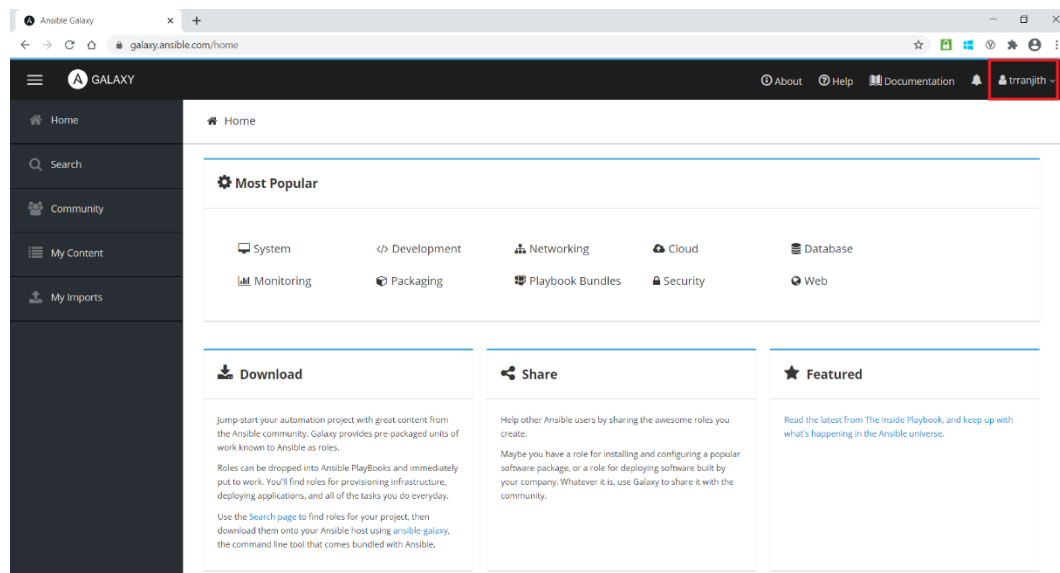 Ansible Galaxy
galaxy.ansible.com/home
A GALAXY
About Help Documentation trranjith
Home
Search
Community
My Content
My Imports
Home
Most Popular
System Development Networking Cloud Database
Monitoring Packaging Playbook Bundles Security Web
Download
Jump-start your automation project with great content from
the Ansible community. Galaxy provides pre-packaged units of
work known to Ansible as roles.
Roles can be dropped into Ansible PlayBooks and immediately
put to work. You'll find roles for provisioning infrastructure,
deploying applications, and all of the tasks you do everyday.
Use the Search page to find roles for your project, then
download them onto your Ansible host using ansible-galaxy,
the command line tool that comes bundled with Ansible.
Share
Help other Ansible users by sharing the awesome roles you
create.
Maybe you have a role for installing and configuring a popular
software package, or a role for deploying software built by
your company. Whatever it is, use Galaxy to share it with the
community.
Featured
Read the latest from The Inside Playbook, and keep up with
what's happening in the Ansible universe.